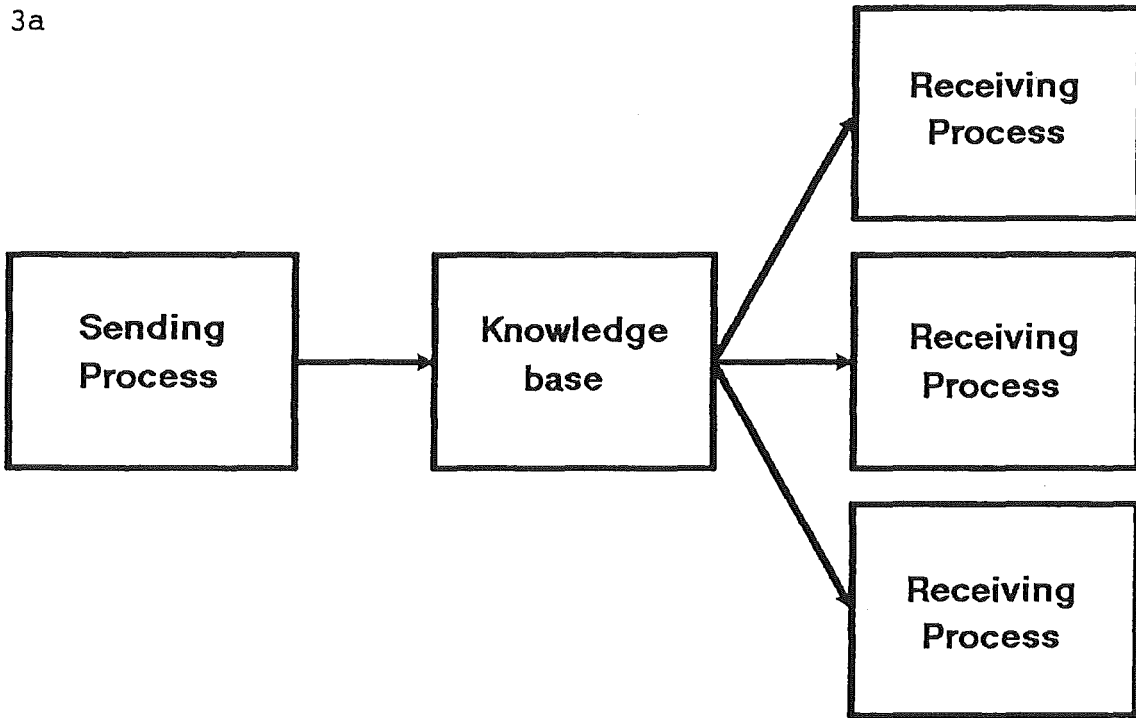 3a
Receiving
Process
Sending
Process
Knowledge
base
Receiving
Process
Receiving
Process